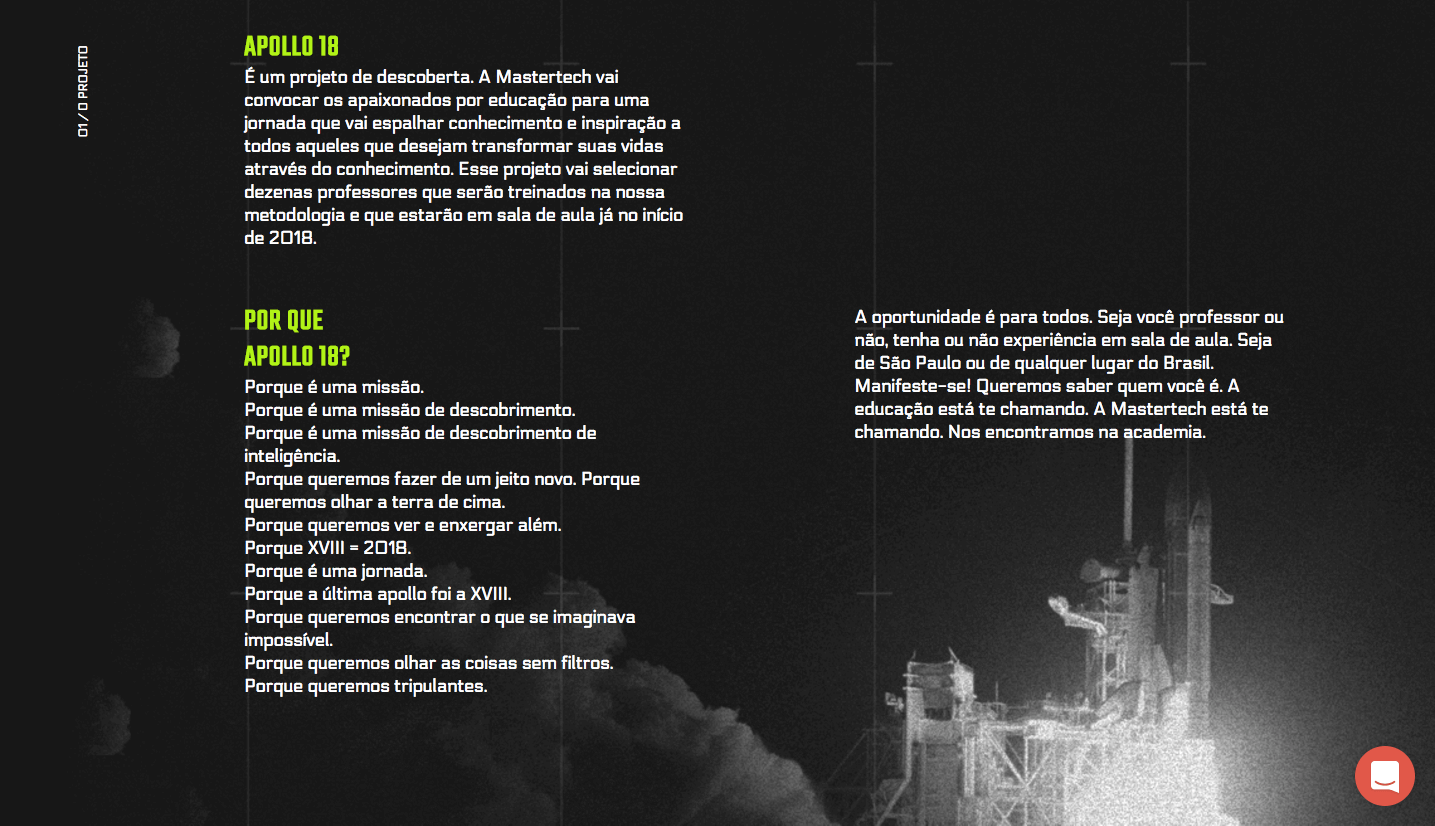 01 / O PROJETO
APOLLO 18
É um projeto de descoberta. A Mastertech vai
convocar os apaixonados por educação para uma
jornada que vai espalhar conhecimento e inspiração a
todos aqueles que desejam transformar suas vidas
através do conhecimento. Esse projeto vai selecionar
dezenas professores que serão treinados na nossa
metodologia e que estarão em sala de aula já no início
de 2018.
POR QUE
APOLLO 18?
Porque é uma missão.
Porque é uma missão de descobrimento.
Porque é uma missão de descobrimento de
inteligência.
Porque queremos fazer de um jeito novo. Porque
queremos olhar a terra de cima.
Porque queremos ver e enxergar além.
Porque XVIII = 2018.
Porque é uma jornada.
Porque a última apollo foi a XVIII.
Porque queremos encontrar o que se imaginava
impossível.
Porque queremos olhar as coisas sem filtros.
Porque queremos tripulantes.
A oportunidade é para todos. Seja você professor ou
não, tenha ou não experiência em sala de aula. Seja
de São Paulo ou de qualquer lugar do Brasil.
Manifeste-se! Queremos saber quem você é. A
educação está te chamando. A Mastertech está te
chamando. Nos encontramos na academia.